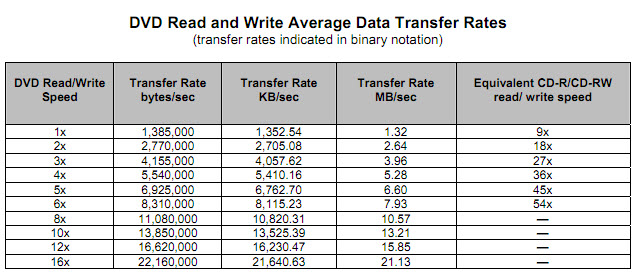 DVD Read and Write Average Data Transfer Rates
(transfer rates indicated in binary notation)
DVD Read/Write Speed Transfer Rate bytes/sec Transfer Rate KB/sec Transfer Rate MB/sec Equivalent CD-R/CD-RW read/ write speed
1x 1,385,000 1,352.54 1.32 9x
2x 2,770,000 2,705.08 2.64 18x
3x 4,155,000 4,057.62 3.96 27x
4x 5,540,000 5,410.16 5.28 36x
5x 6,925,000 6,762.70 6.60 45x
6x 8,310,000 8,115.23 7.93 54x
8x 11,080,000 10,820.31 10.57 —
10x 13,850,000 13,525.39 13.21 —
12x 16,620,000 16,230.47 15.85 —
16x 22,160,000 21,640.63 21.13 —